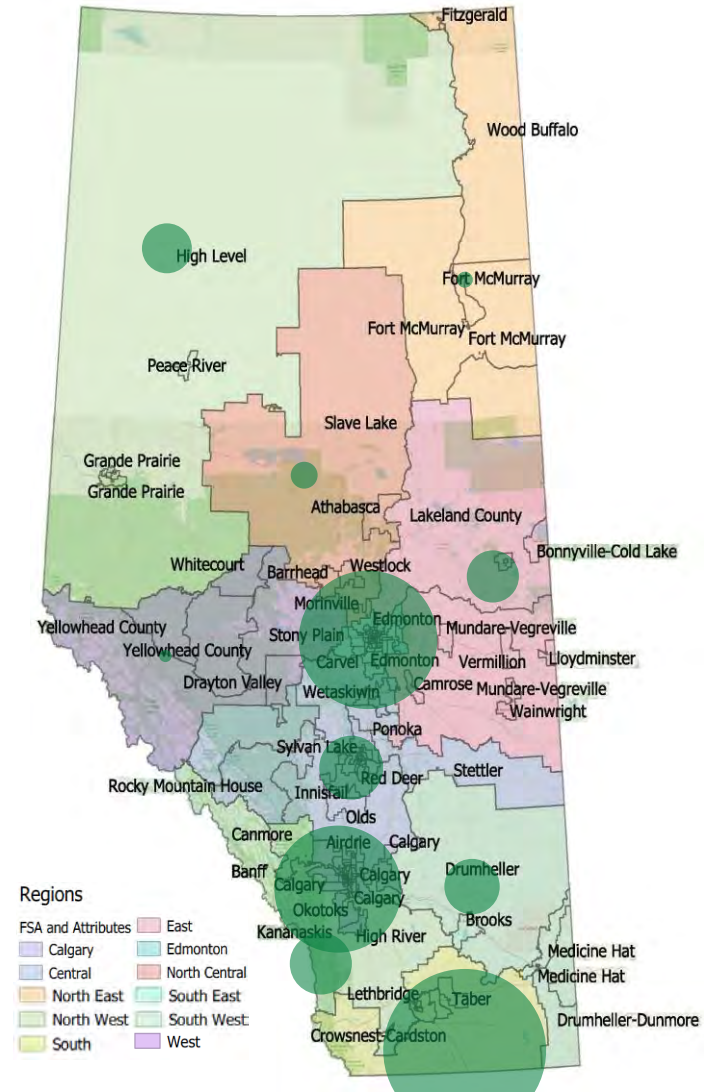 Fitzgerald
Wood Buffalo
High Level
Fort McMurray
Fort McMurray
Fort McMurray
Peace River
Slave Lake
Grande Prairie
Grande Prairie
Athabasca
Lakeland County
Bonnyville-Cold Lake
Whitecourt
Barrhead
Westlock
Morinville
Edmonton
Yellowhead County
Stony Plain
Mundare-Vegreville
Yellowhead County
Carvel
Edmonton
Vermillion
Lloydminster
Drayton Valley
Wetaskiwin
Camrose
Mundare-Vegreville
Wainwright
Ponoka
Sylvan Lake
Stettler
Red Deer
Rocky Mountain House
Innisfail
Olds
Canmore
Airdrie
Calgary
Banff
Calgary
Calgary
Drumheller
Calgary
Okotoks
Brooks
Kananaskis
High River
Medicine Hat
Medicine Hat
Lethbridge
Taber
Drumheller-Dunmore
Crowsnest-Cardston
Regions
FSA and Attributes
East
Calgary
Edmonton
Central
North Central
North East
South East
North West
South West
South
West